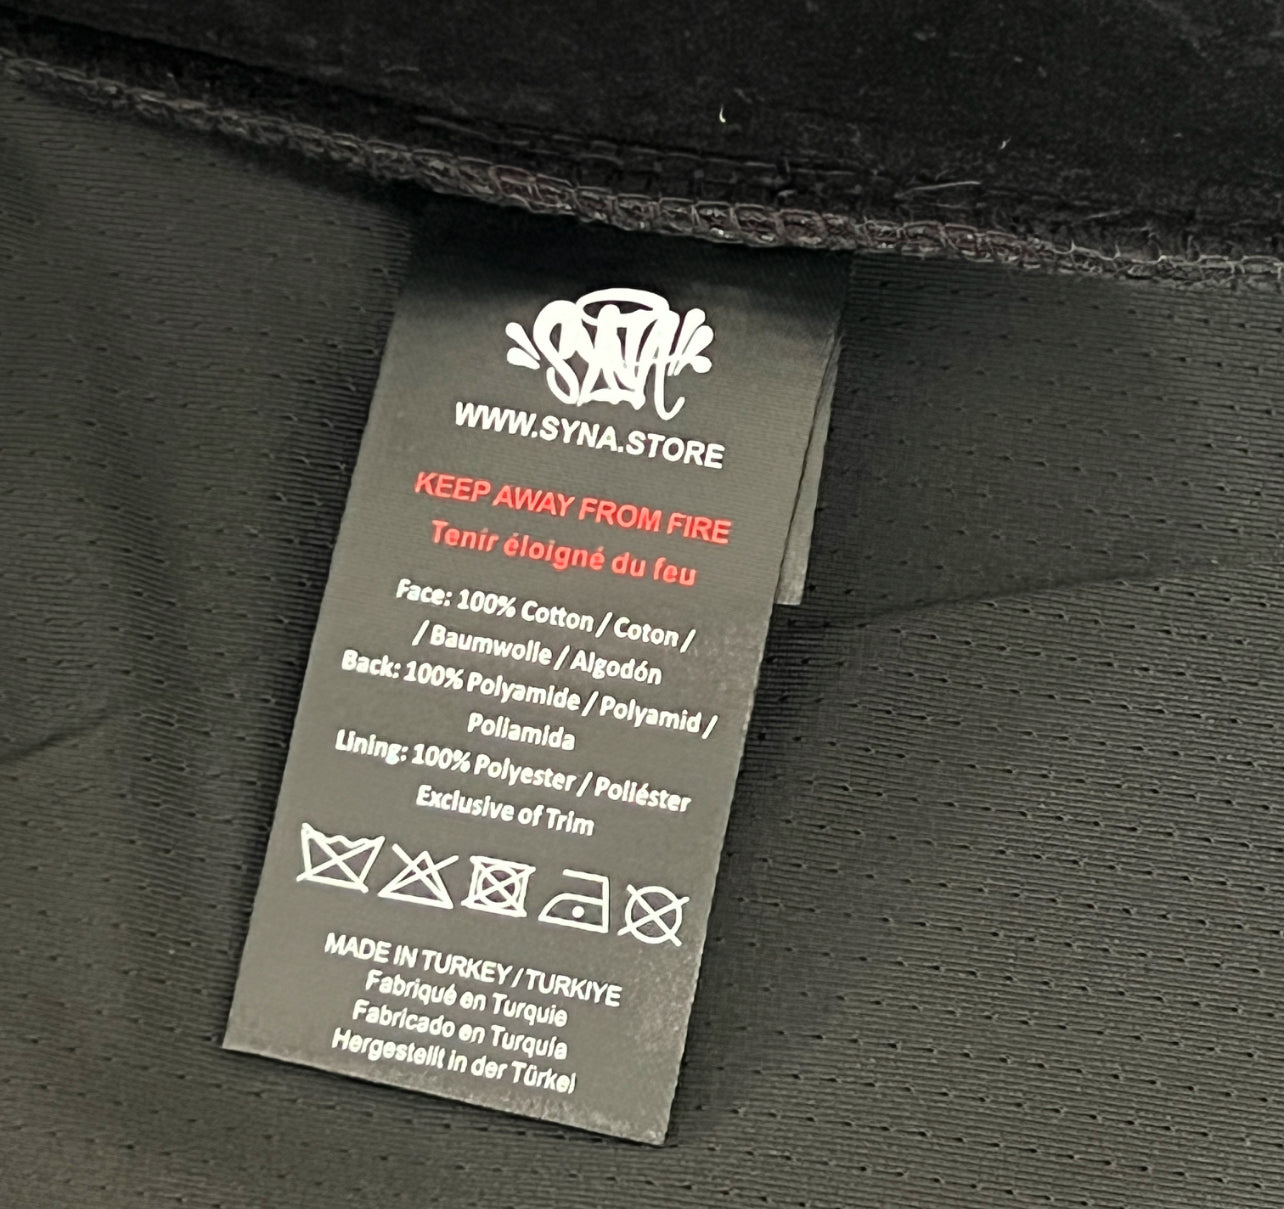 SYNA
WWW.SYNA.STORE
KEEP AWAY FROM FIRE
Tenir éloigné du feu
Face: 100% Cotton / Coton /
/ Baumwolle / Algodón
Back: 100% Polyamide / Polyamid /
Poliamida
Lining: 100% Polyester / Poliéster
Exclusive of Trim
MADE IN TURKEY / TURKIYE
Fabriqué en Turquie
Fabricado en Turquía
Hergestellt in der Türkei